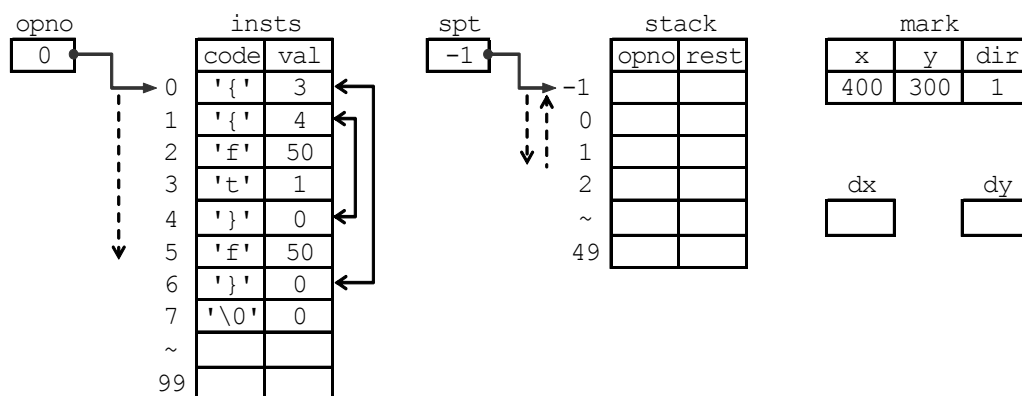 opno insts spt stack mark
0 code val -1 opno rest x y dir
0 '{' 3 -1 400 300 1
1 '{' 4 0
2 'f' 50 1
3 't' 1 2 dx dy
4 '}' 0 ~
5 'f' 50 49
6 '}' 0
7 '\0' 0
~
99